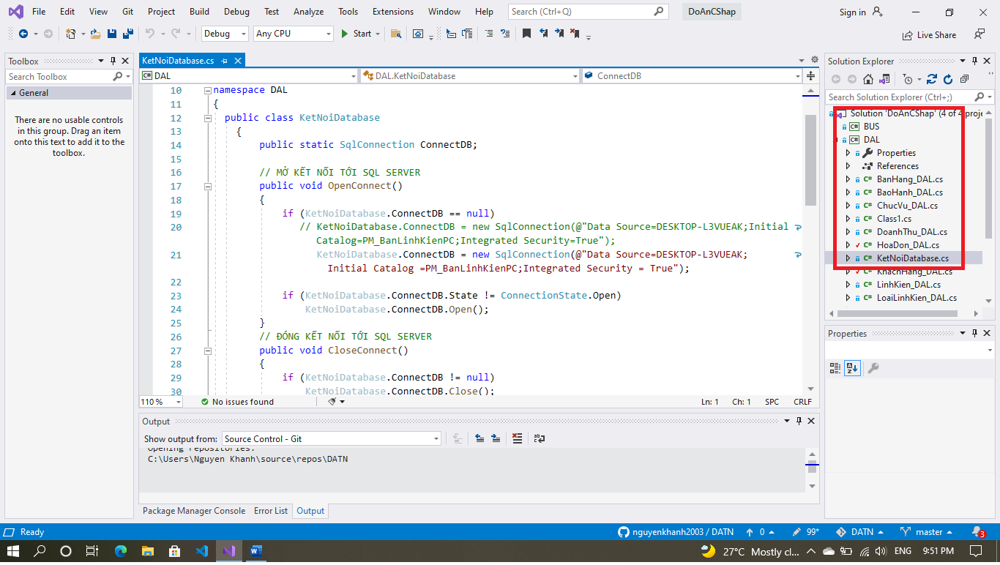 File Edit View Git Project Build Debug Test Analyze Tools Extensions Window Help Search (Ctrl+Q) DoAnCShap Sign in
Debug Any CPU Start Live Share
Toolbox
Search Toolbox
General
There are no usable controls
in this group. Drag an item
onto this text to add it to the
toolbox.
KetNoiDatabase.cs
DAL DAL.KetNoiDatabase ConnectDB
10 namespace DAL
11 {
12 public class KetNoiDatabase
13 {
14 public static SqlConnection ConnectDB;
15
16 // MỞ KẾT NỐI TỚI SQL SERVER
17 public void OpenConnect()
18 {
19 if (KetNoiDatabase.ConnectDB == null)
20 // KetNoiDatabase.ConnectDB = new SqlConnection(@"Data Source=DESKTOP-L3VUEAK;Initial
Catalog=PM_BanLinhKienPC;Integrated Security=True");
21 KetNoiDatabase.ConnectDB = new SqlConnection(@"Data Source=DESKTOP-L3VUEAK;
Initial Catalog =PM_BanLinhKienPC;Integrated Security = True");
22
23 if (KetNoiDatabase.ConnectDB.State != ConnectionState.Open)
24 KetNoiDatabase.ConnectDB.Open();
25 }
26 // ĐÓNG KẾT NỐI TỚI SQL SERVER
27 public void CloseConnect()
28 {
29 if (KetNoiDatabase.ConnectDB != null)
30 KetNoiDatabase.ConnectDB.Close();
110 % No issues found Ln: 1 Ch: 1 SPC CRLF
Output
Show output from: Source Control - Git
Opening repositories:
C:\Users\Nguyen Khanh\source\repos\DATN
Package Manager Console Error List Output
Solution Explorer
Search Solution Explorer (Ctrl+;)
Solution 'DoAnCShap' (4 of 4 proje
C# BUS
C# DAL
Properties
References
C# BanHang_DAL.cs
C# BaoHanh_DAL.cs
C# ChucVu_DAL.cs
C# Class1.cs
C# DoanhThu_DAL.cs
C# HoaDon_DAL.cs
C# KetNoiDatabase.cs
C# KhachHang_DAL.cs
C# LinhKien_DAL.cs
C# LoaiLinhKien_DAL.cs
Properties
Ready nguyenkhanh2003 / DATN 0 99* DATN master 3
27°C Mostly cl... ENG 9:51 PM